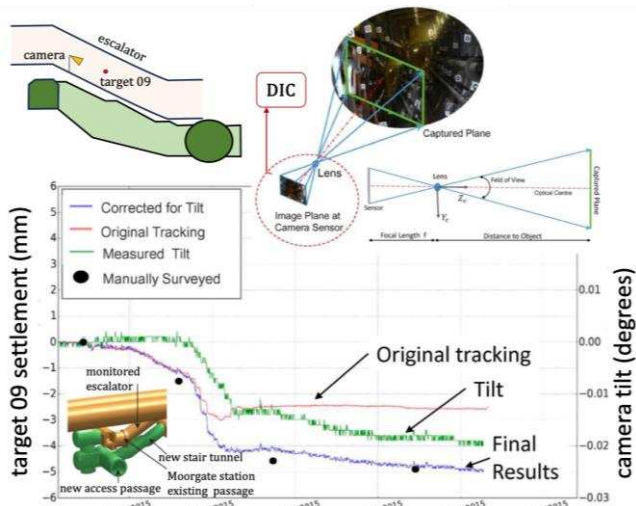 escalator
camera
target 09
DIC
Captured Plane
Lens
Image Plane at
Camera Sensor
Lens
Field of View
Optical Centre
Captured Plane
Sensor
Z_c
Y_c
Focal Length f
Distance to Object
target 09 settlement (mm)
6
5
4
3
2
1
0
-1
-2
-3
-4
-5
-6
Corrected for Tilt
Original Tracking
Measured Tilt
Manually Surveyed
camera tilt (degrees)
0.01
0.00
-0.01
-0.02
-0.03
Original tracking
Tilt
Final
Results
monitored
escalator
new stair tunnel
Moorgate station
existing passage
new access passage